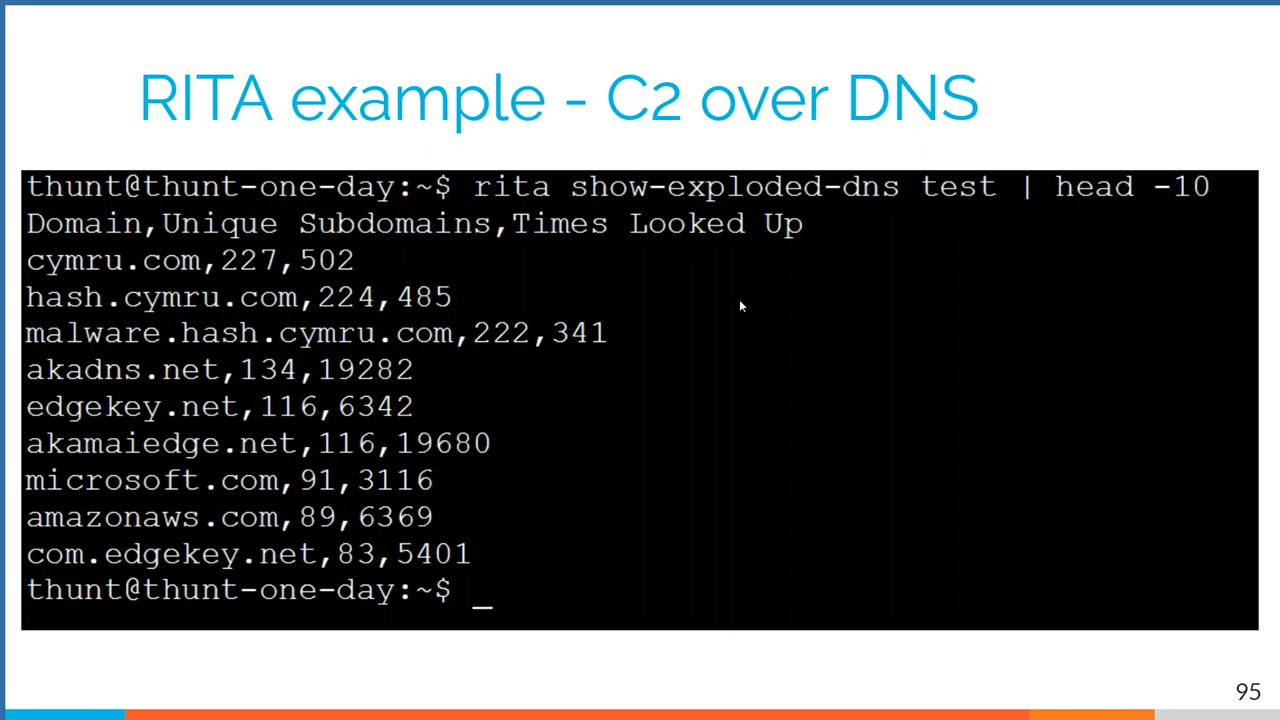 RITA example - C2 over DNS
thunt@thunt-one-day:~$ rita show-exploded-dns test | head -10
Domain,Unique Subdomains,Times Looked Up
cymru.com,227,502
hash.cymru.com,224,485
malware.hash.cymru.com,222,341
akadns.net,134,19282
edgekey.net,116,6342
akamaiedge.net,116,19680
microsoft.com,91,3116
amazonaws.com,89,6369
com.edgekey.net,83,5401
thunt@thunt-one-day:~$ _
95